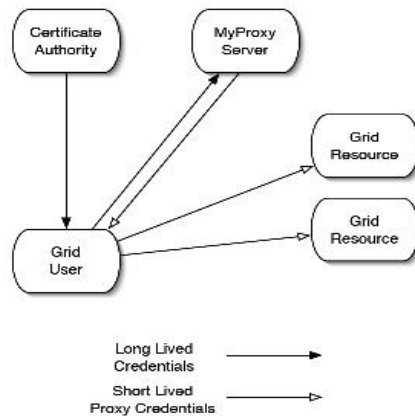 Certificate
Authority
MyProxy
Server
Grid
Resource
Grid
Resource
Grid
User
Long Lived
Credentials
Short Lived
Proxy Credentials